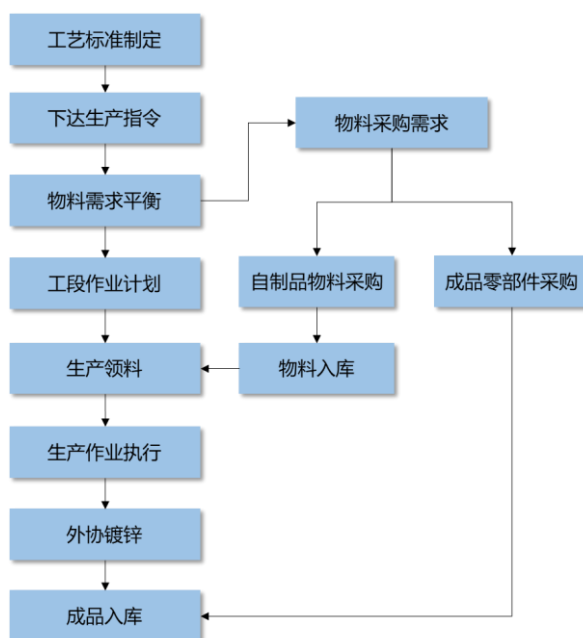 工艺标准制定
下达生产指令
物料采购需求
物料需求平衡
工段作业计划
自制品物料采购
成品零部件采购
生产领料
物料入库
生产作业执行
外协镀锌
成品入库